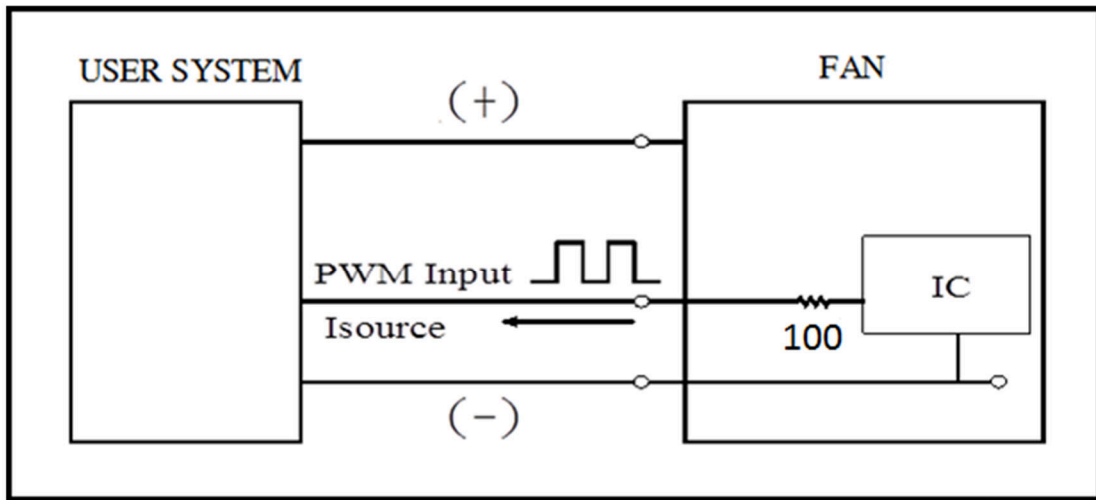 USER SYSTEM
FAN
(+)
PWM Input
IC
Isource
100
(-)